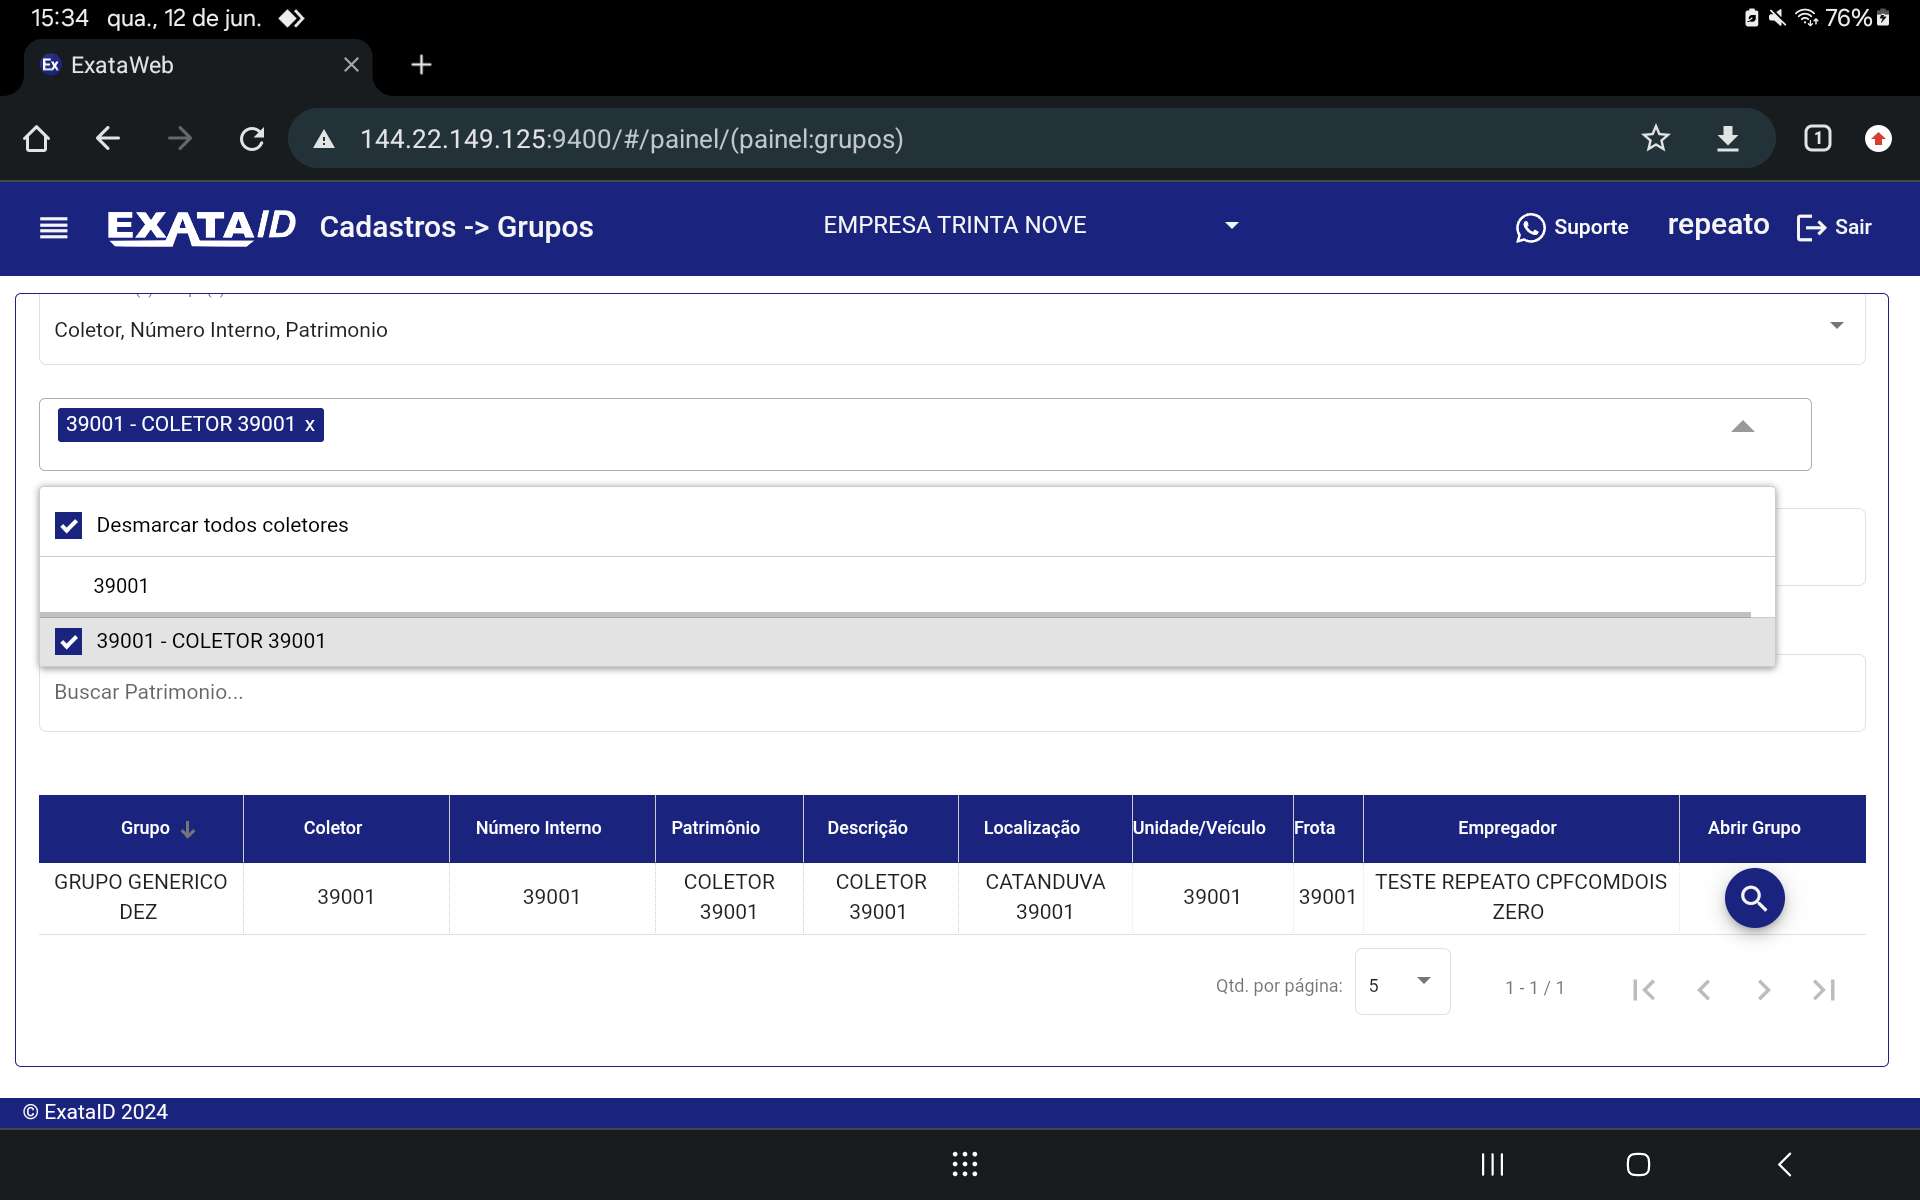 15:34 qua., 12 de jun.
76%
Ex ExataWeb
144.22.149.125:9400/#/painel/(painel:grupos)
1
EXATAID Cadastros -> Grupos EMPRESA TRINTA NOVE Suporte repeato Sair
Coletor, Número Interno, Patrimonio
39001 - COLETOR 39001 x
Desmarcar todos coletores
39001
39001 - COLETOR 39001
Buscar Patrimonio...
Grupo Coletor Número Interno Patrimônio Descrição Localização Unidade/Veículo Frota Empregador Abrir Grupo
GRUPO GENERICO DEZ 39001 39001 COLETOR 39001 COLETOR 39001 CATANDUVA 39001 39001 39001 TESTE REPEATO CPFCOMDOIS ZERO
Qtd. por página: 5 1 - 1 / 1
© ExataID 2024